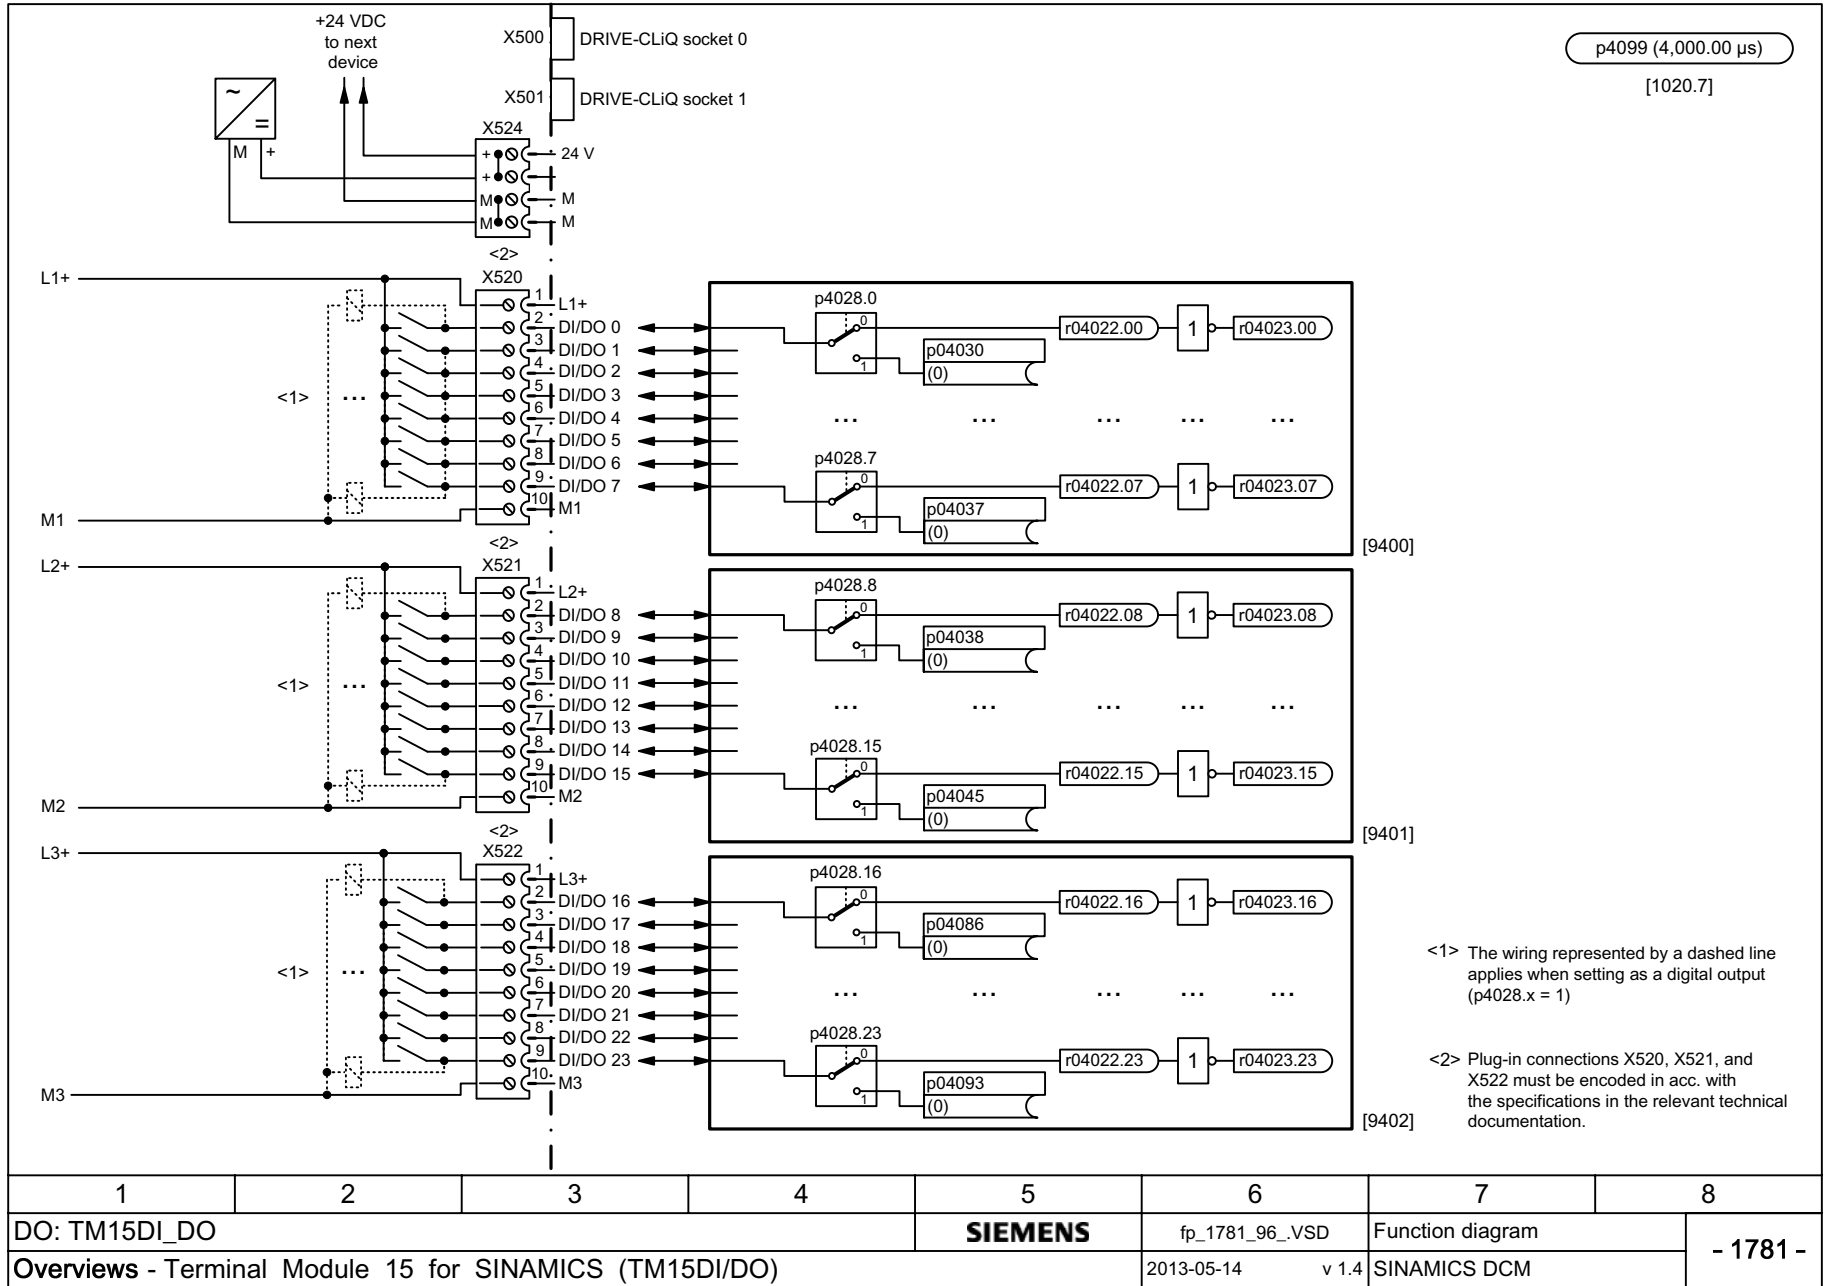 +24 VDC
to next
device
X500
DRIVE-CLiQ socket 0
p4099 (4,000.00 µs)
[1020.7]
X501
DRIVE-CLiQ socket 1
~
=
M +
X524
+ 24 V
+
M M
M M
<2>
X520
L1+
1 L1+
2 DI/DO 0
3 DI/DO 1
4 DI/DO 2
5 DI/DO 3
6 DI/DO 4
7 DI/DO 5
8 DI/DO 6
9 DI/DO 7
10 M1
<1> ...
M1
p4028.0
0
1
p04030
(0)
r04022.00
1
r04023.00
... ... ... ... ...
p4028.7
0
1
p04037
(0)
r04022.07
1
r04023.07
[9400]
<2>
X521
L2+
1 L2+
2 DI/DO 8
3 DI/DO 9
4 DI/DO 10
5 DI/DO 11
6 DI/DO 12
7 DI/DO 13
8 DI/DO 14
9 DI/DO 15
10 M2
<1> ...
M2
p4028.8
0
1
p04038
(0)
r04022.08
1
r04023.08
... ... ... ... ...
p4028.15
0
1
p04045
(0)
r04022.15
1
r04023.15
[9401]
<2>
X522
L3+
1 L3+
2 DI/DO 16
3 DI/DO 17
4 DI/DO 18
5 DI/DO 19
6 DI/DO 20
7 DI/DO 21
8 DI/DO 22
9 DI/DO 23
10 M3
<1> ...
M3
p4028.16
0
1
p04086
(0)
r04022.16
1
r04023.16
... ... ... ... ...
p4028.23
0
1
p04093
(0)
r04022.23
1
r04023.23
[9402]
<1> The wiring represented by a dashed line
applies when setting as a digital output
(p4028.x = 1)
<2> Plug-in connections X520, X521, and
X522 must be encoded in acc. with
the specifications in the relevant technical
documentation.
1 2 3 4 5 6 7 8
DO: TM15DI_DO
SIEMENS
fp_1781_96_.VSD
Function diagram
- 1781 -
Overviews - Terminal Module 15 for SINAMICS (TM15DI/DO)
2013-05-14 v 1.4
SINAMICS DCM